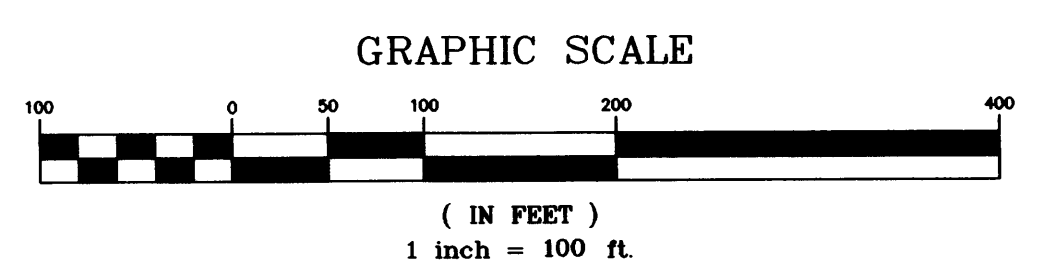 GRAPHIC SCALE
100 0 50 100 200 400
( IN FEET )
1 inch = 100 ft.